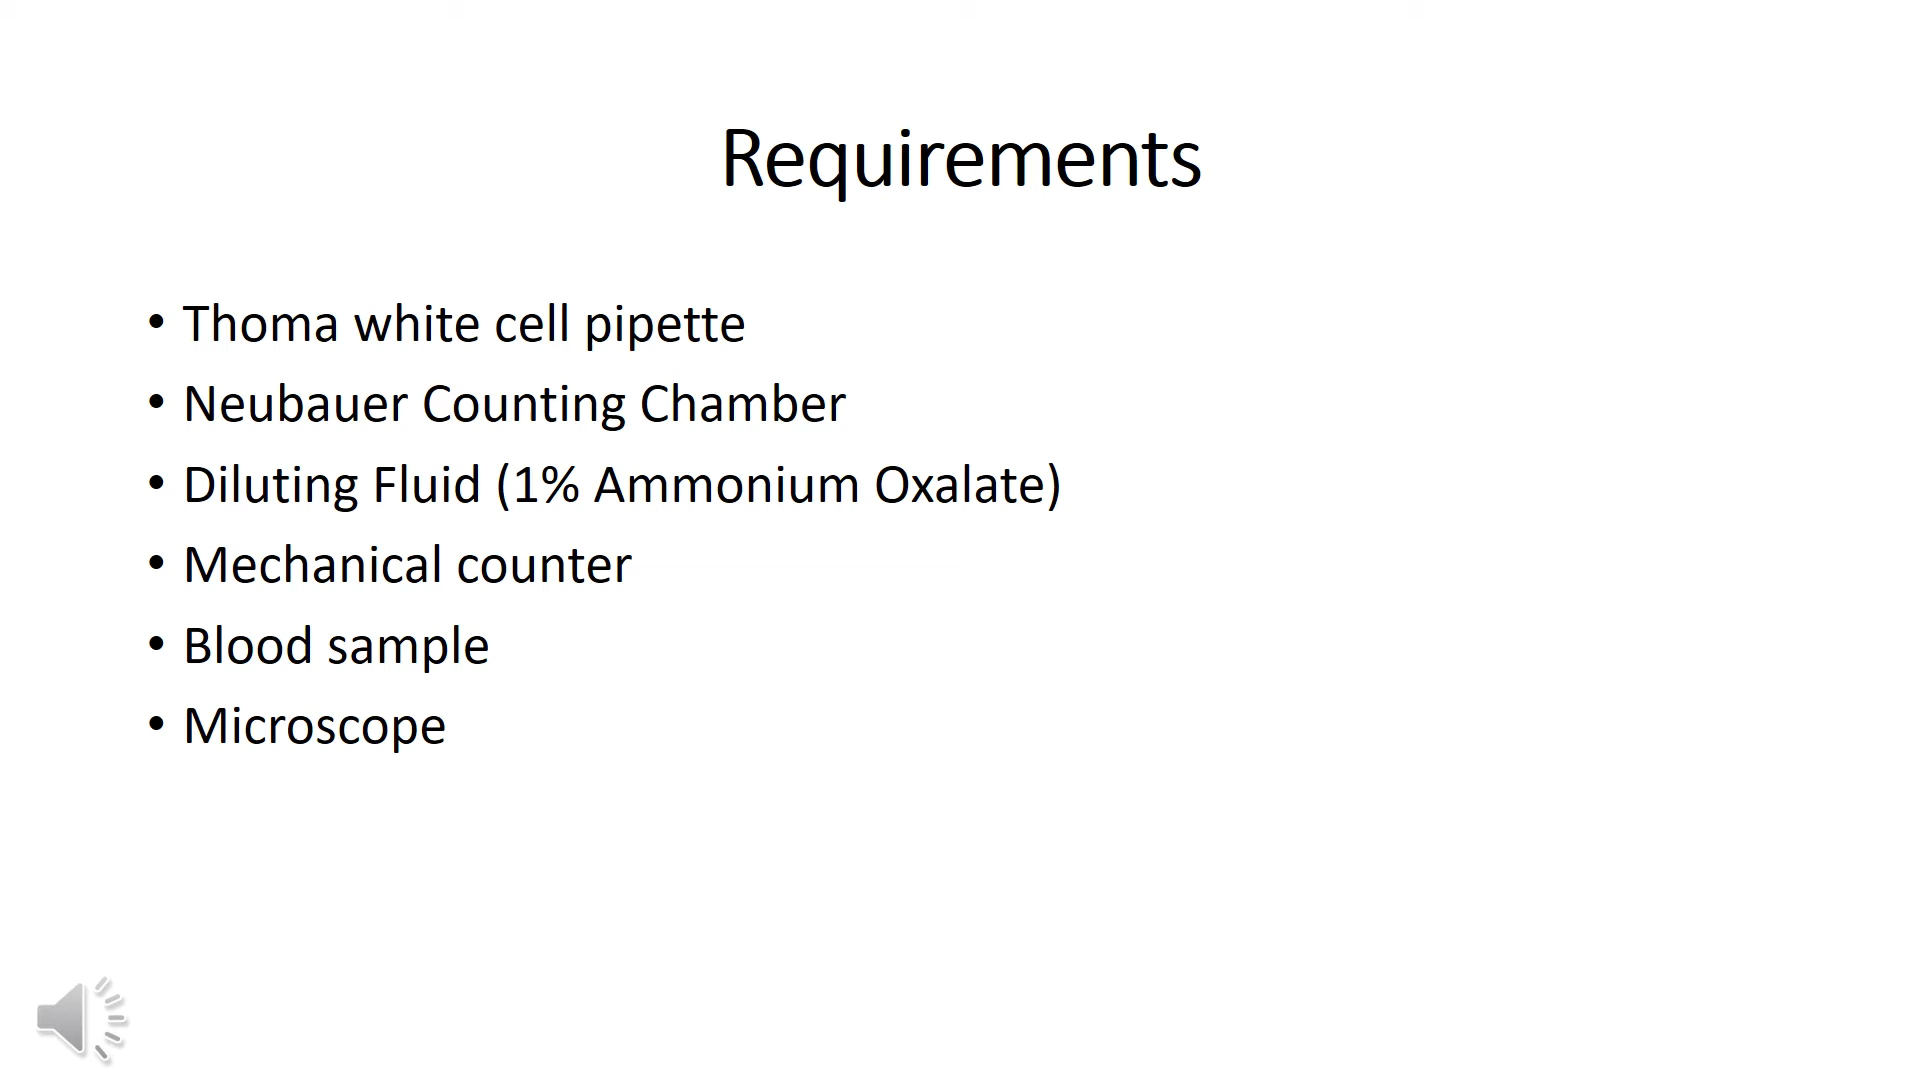 Requirements
• Thoma white cell pipette
• Neubauer Counting Chamber
• Diluting Fluid (1% Ammonium Oxalate)
• Mechanical counter
• Blood sample
• Microscope